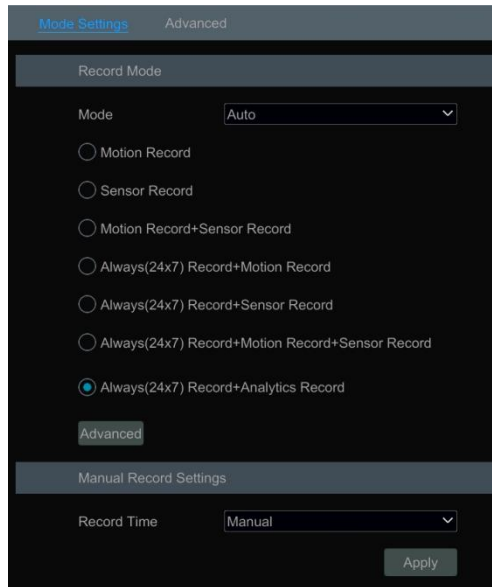 Mode Settings Advanced
Record Mode
Mode Auto
Motion Record
Sensor Record
Motion Record+Sensor Record
Always(24x7) Record+Motion Record
Always(24x7) Record+Sensor Record
Always(24x7) Record+Motion Record+Sensor Record
Always(24x7) Record+Analytics Record
Advanced
Manual Record Settings
Record Time Manual
Apply